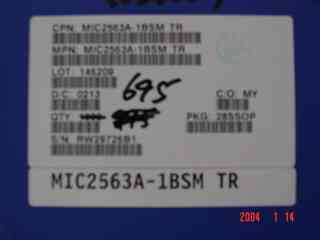 CPN: MIC2563A-1BSM TR
MPN: MIC2563A-1BSM TR
LOT: 146209
D/C: 0213
695
C/O: MY
QTY:
PKG: 28SSOP
S/N: RW29726B1
MIC2563A-1BSM TR
2004 1 14